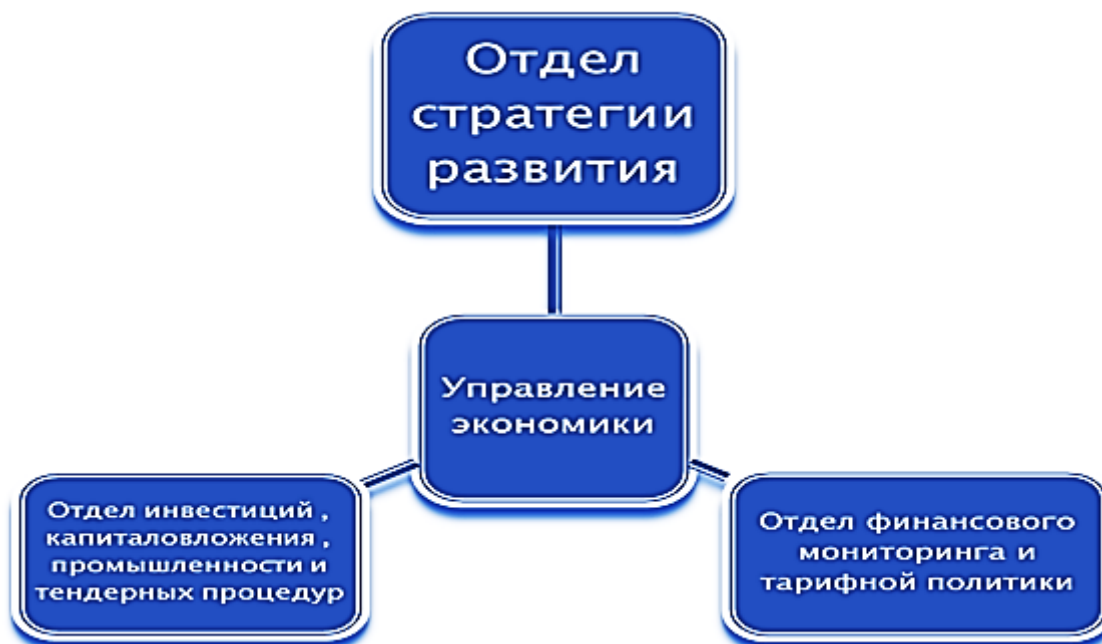 Отдел
стратегии
развития
Управление
экономики
Отдел инвестиций ,
капиталовложения ,
промышленности и
тендерных процедур
Отдел финансового
мониторинга и
тарифной политики